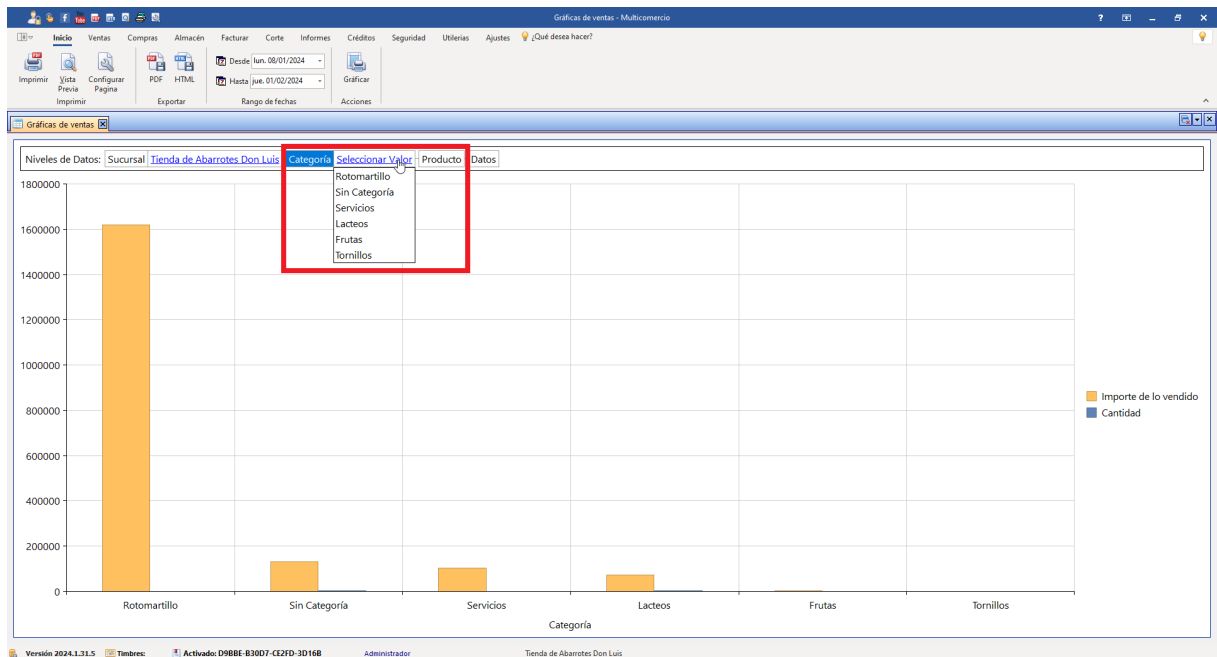 Gráficas de ventas - Multicomercio
Inicio Ventas Compras Almacén Facturar Corte Informes Créditos Seguridad Utilerias Ajustes ¿Qué desea hacer?
Imprimir
Vista Previa
Configurar Pagina
PDF HTML
Desde lun. 08/01/2024
Hasta jue. 01/02/2024
Gráficar
Imprimir Exportar Rango de fechas Acciones
Gráficas de ventas
Niveles de Datos: Sucursal Tienda de Abarrotes Don Luis Categoría Seleccionar Valor Producto Datos
Rotomartillo
Sin Categoría
Servicios
Lacteos
Frutas
Tornillos
1800000
1600000
1400000
1200000
1000000
800000
600000
400000
200000
0
Importe de lo vendido
Cantidad
Rotomartillo Sin Categoría Servicios Lacteos Frutas Tornillos
Categoría
Versión 2024.1.31.5 Timbres: Activado: D9BBE-B30D7-CE2FD-3D16B Administrador Tienda de Abarrotes Don Luis